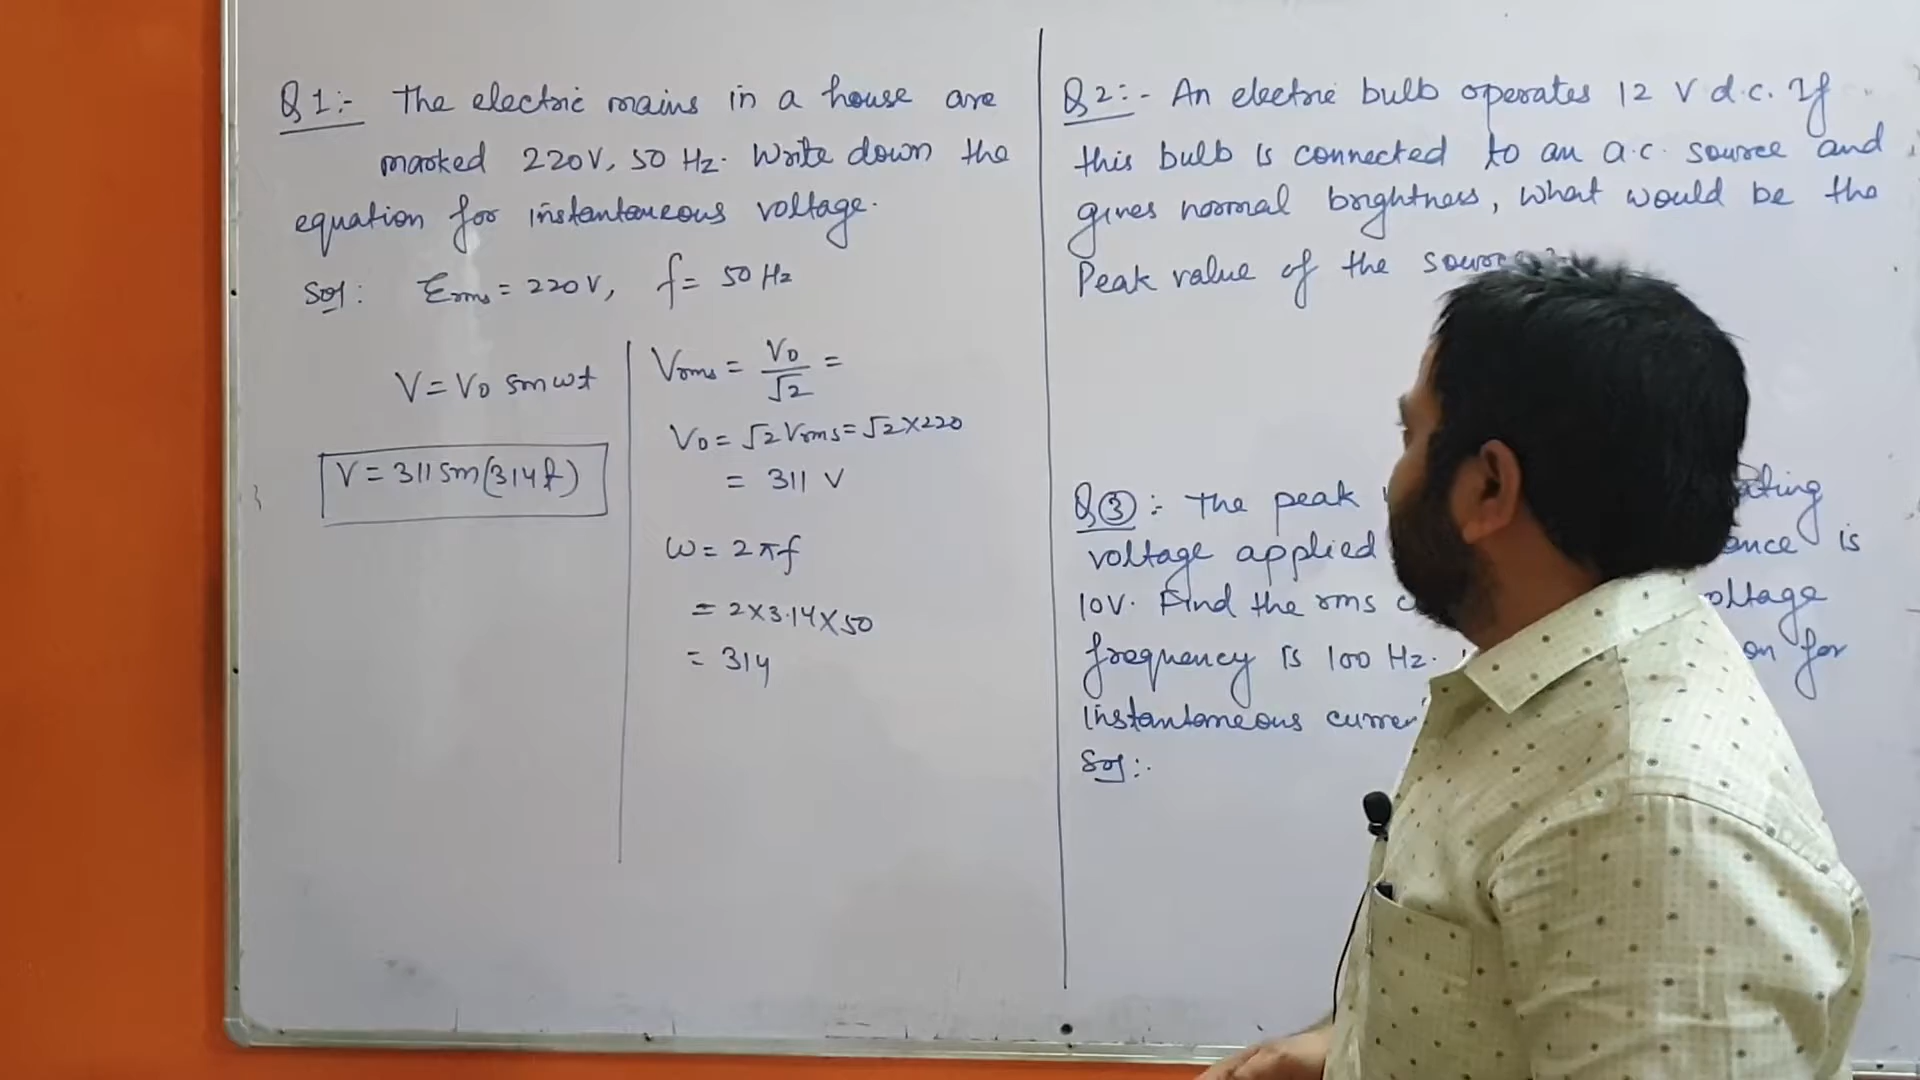 Q1:- The electric mains in a house are
marked 220V, 50 Hz. Write down the
equation for instantaneous voltage.
Sol: Erms = 220V, f = 50 Hz
V = V0 sin ωt
V = 311 sin(314t)
Vrms = V0/√2 =
V0 = √2 Vrms = √2×220
= 311 V
ω = 2πf
= 2×3.14×50
= 314
Q2:- An electric bulb operates 12 V d.c. If
this bulb is connected to an a.c. source and
gives normal brightness, what would be the
Peak value of the source?
Q③: The peak
voltage applied is
10V. Find the rms voltage
frequency is 100 Hz. for
instantaneous
Sol:-